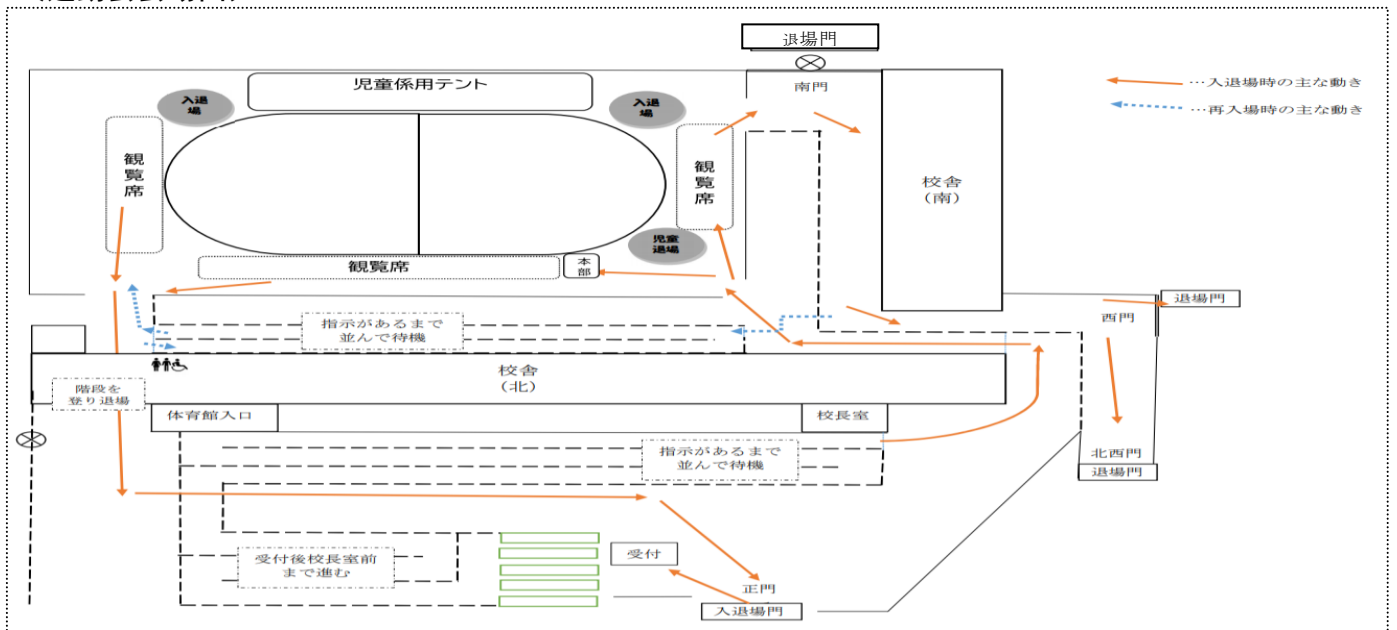 退場門
児童係用テント
南門
…入退場時の主な動き
…再入場時の主な動き
入退
場
入退
場
観
覧
席
観
覧
席
校舎
（南）
児童
退場
観覧席
本
部
退場門
西門
指示があるまで
並んで待機
校舎
（北）
階段を
登り退場
体育館入口
校長室
指示があるまで
並んで待機
北西門
退場門
受付後校長室前
まで進む
受付
正門
入退場門